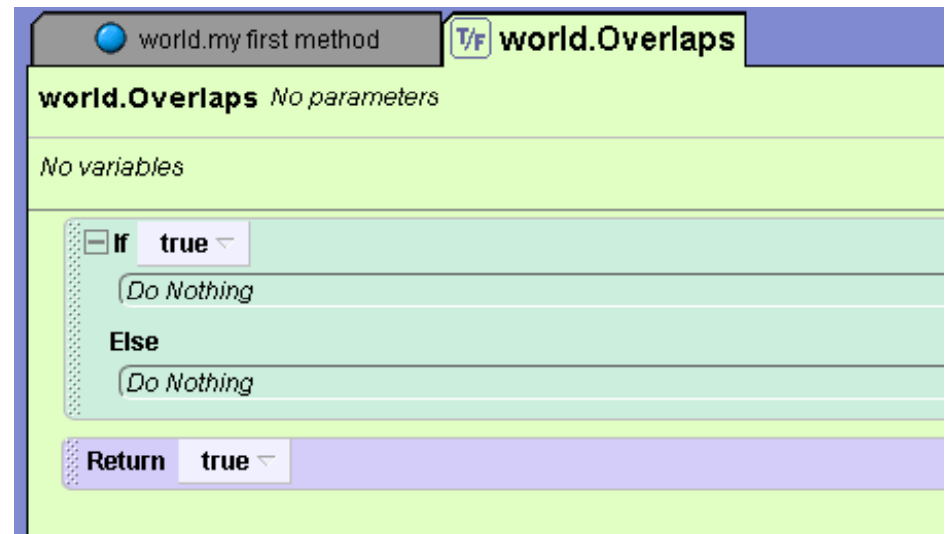 world.my first method T/F world.Overlaps
world.Overlaps No parameters
No variables
If true
Do Nothing
Else
Do Nothing
Return true